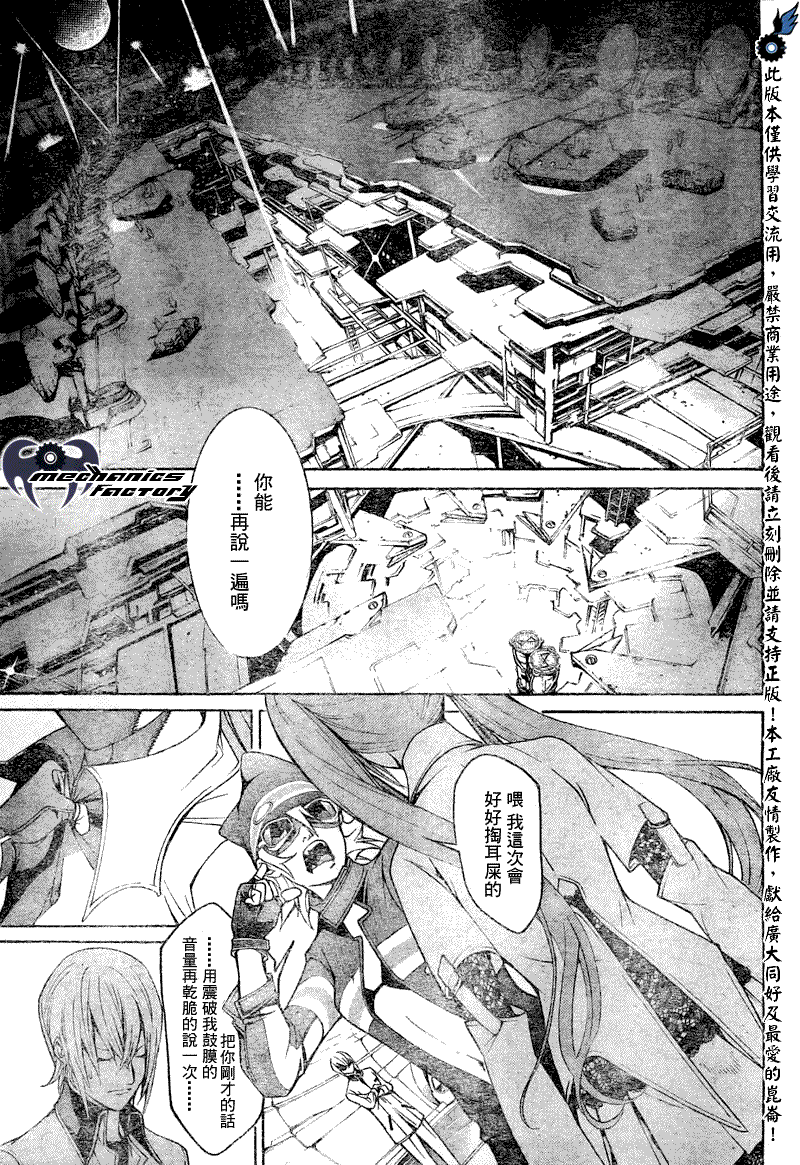 你能
……再說一遍嗎
喂 我這次會
好好掏耳屎的
把你剛才的話
……用震破我鼓膜的
音量再乾脆的說一次……
mechanics
Factory
此版本僅供學習交流用，嚴禁商業用途，觀看後請立刻刪除並請支持正版！本工廠友情製作，獻給廣大同好及最愛的崑崙！